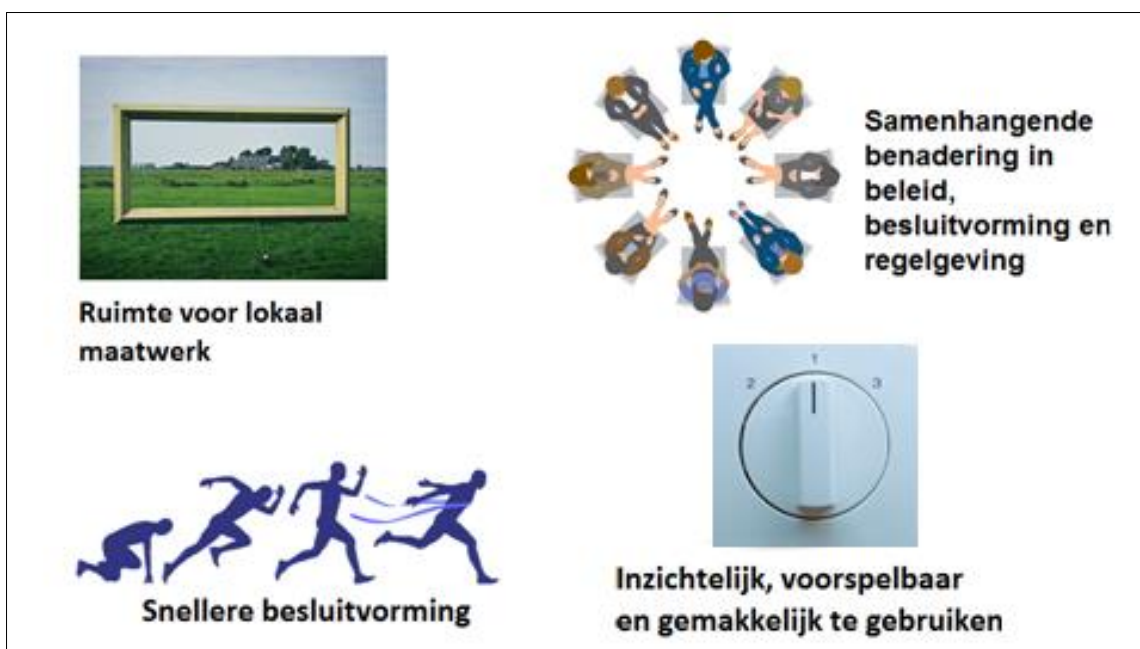 Ruimte voor lokaal
maatwerk
Samenhangende
benadering in
beleid,
besluitvorming en
regelgeving
Snellere besluitvorming
2
1
3
Inzichtelijk, voorspelbaar
en gemakkelijk te gebruiken